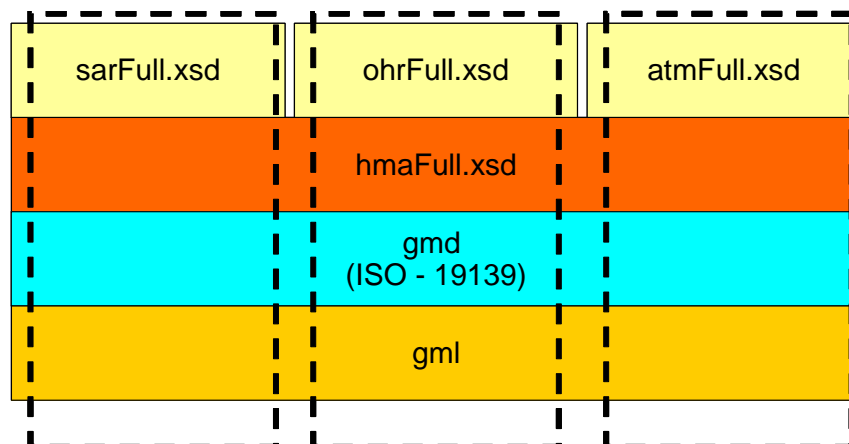 sarFull.xsd
ohrFull.xsd
atmFull.xsd
hmaFull.xsd
gmd
(ISO - 19139)
gml